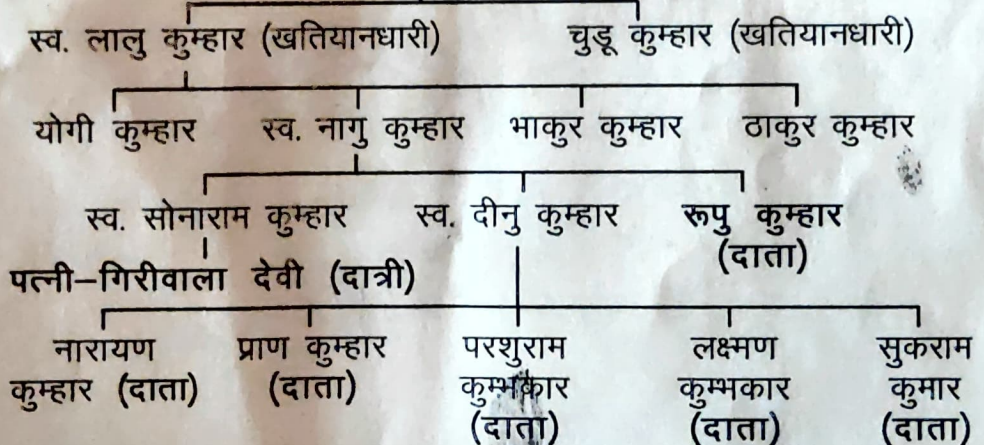 स्व. लालु कुम्हार (खतियानधारी) चुडू कुम्हार (खतियानधारी)
योगी कुम्हार स्व. नागु कुम्हार भाकुर कुम्हार ठाकुर कुम्हार
स्व. सोनाराम कुम्हार स्व. दीनु कुम्हार रूपु कुम्हार
(दाता)
पत्नी–गिरीवाला देवी (दात्री)
नारायण प्राण कुम्हार परशुराम लक्ष्मण सुकराम
कुम्हार (दाता) (दाता) कुम्भकार कुम्भकार कुमार
(दाता) (दाता) (दाता)